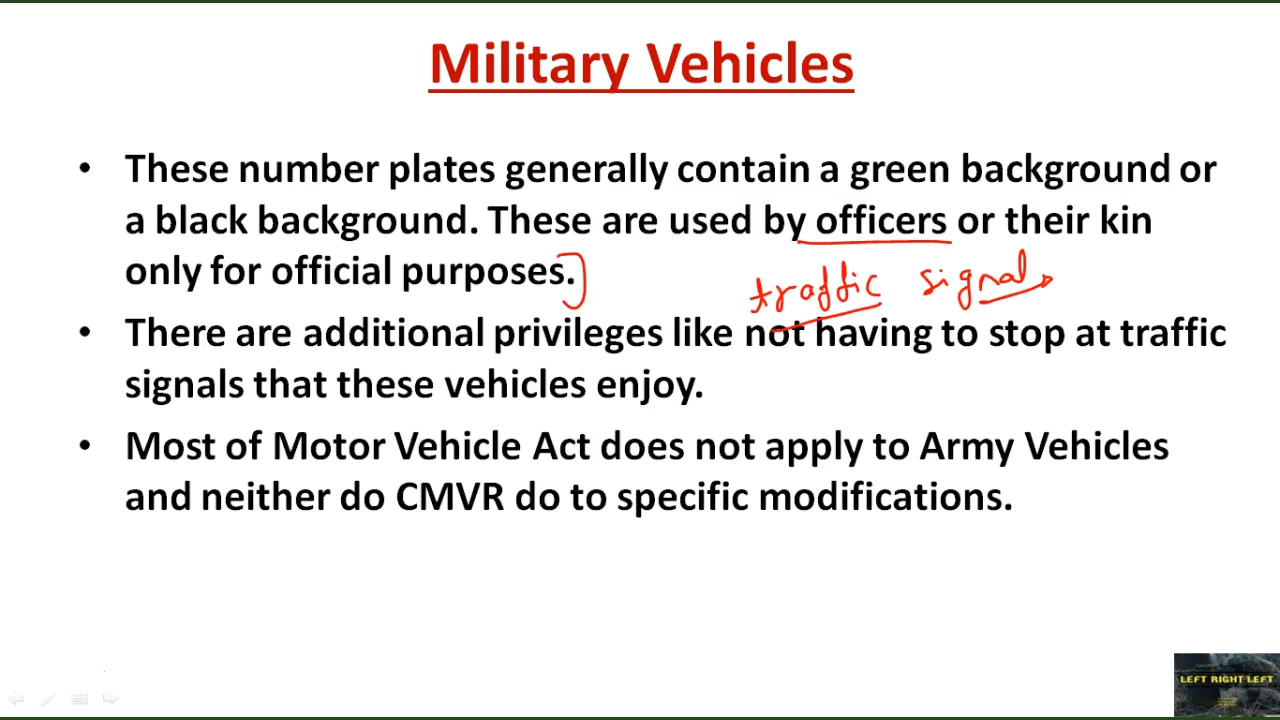 Military Vehicles
• These number plates generally contain a green background or
a black background. These are used by officers or their kin
only for official purposes.
traffic signal
• There are additional privileges like not having to stop at traffic
signals that these vehicles enjoy.
• Most of Motor Vehicle Act does not apply to Army Vehicles
and neither do CMVR do to specific modifications.
LEFT RIGHT LEFT